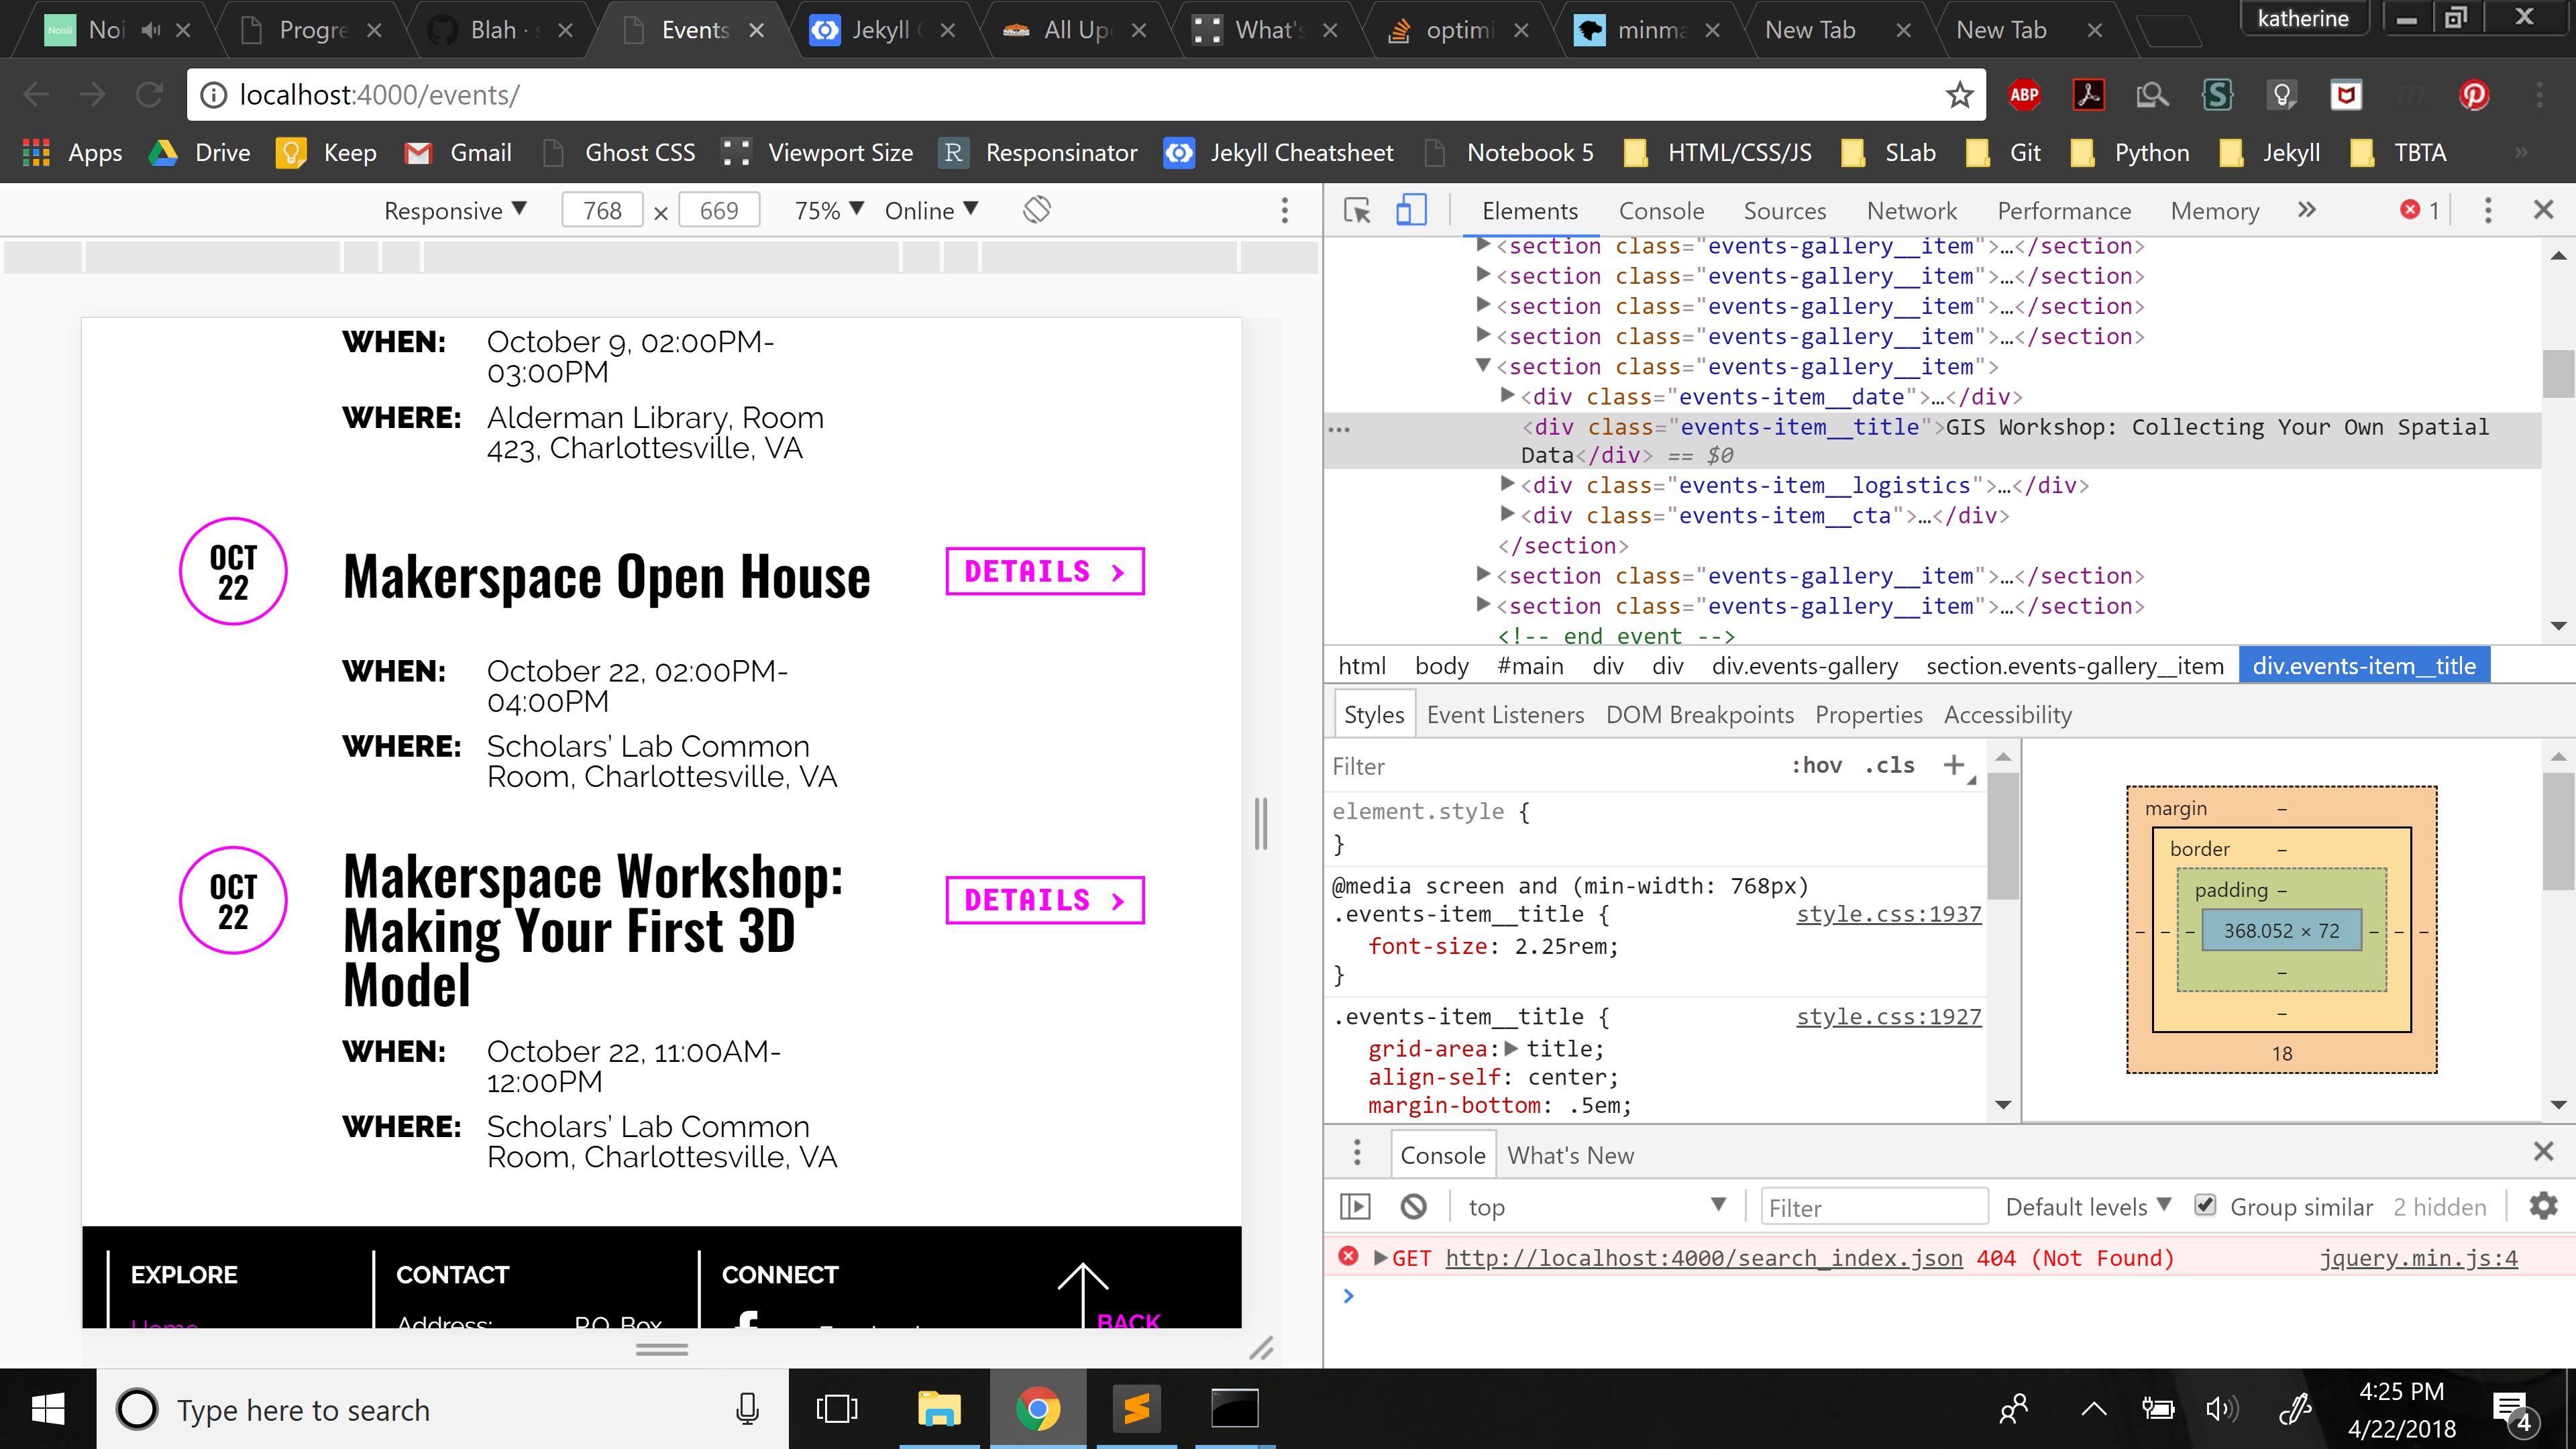 Noi
Progre
Blah · s
Events
Jekyll C
All Up
What's
optimi
minma
New Tab
New Tab
katherine
localhost:4000/events/
Apps
Drive
Keep
Gmail
Ghost CSS
Viewport Size
Responsinator
Jekyll Cheatsheet
Notebook 5
HTML/CSS/JS
SLab
Git
Python
Jekyll
TBTA
»
Responsive ▼ 768 × 669 75% ▼ Online ▼
WHEN: October 9, 02:00PM-
03:00PM
WHERE: Alderman Library, Room
423, Charlottesville, VA
OCT
22
Makerspace Open House
DETAILS >
WHEN: October 22, 02:00PM-
04:00PM
WHERE: Scholars’ Lab Common
Room, Charlottesville, VA
OCT
22
Makerspace Workshop:
Making Your First 3D
Model
DETAILS >
WHEN: October 22, 11:00AM-
12:00PM
WHERE: Scholars’ Lab Common
Room, Charlottesville, VA
EXPLORE
Home
CONTACT
Address: P.O. Box
CONNECT
BACK
Elements Console Sources Network Performance Memory » 1
<section class="events-gallery__item">…</section>
<section class="events-gallery__item">…</section>
<section class="events-gallery__item">…</section>
<section class="events-gallery__item">…</section>
<section class="events-gallery__item">
<div class="events-item__date">…</div>
<div class="events-item__title">GIS Workshop: Collecting Your Own Spatial
Data</div> == $0
<div class="events-item__logistics">…</div>
<div class="events-item__cta">…</div>
</section>
<section class="events-gallery__item">…</section>
<section class="events-gallery__item">…</section>
<!-- end event -->
html body #main div div div.events-gallery section.events-gallery__item div.events-item__title
Styles Event Listeners DOM Breakpoints Properties Accessibility
Filter :hov .cls +
element.style {
}
@media screen and (min-width: 768px)
.events-item__title { style.css:1937
font-size: 2.25rem;
}
.events-item__title { style.css:1927
grid-area: title;
align-self: center;
margin-bottom: .5em;
margin –
border –
padding –
– – – 368.052 × 72 – – –
–
–
18
Console What's New
top ▼ Filter Default levels ▼ Group similar 2 hidden
GET http://localhost:4000/search_index.json 404 (Not Found) jquery.min.js:4
>
Type here to search
4:25 PM
4/22/2018
4